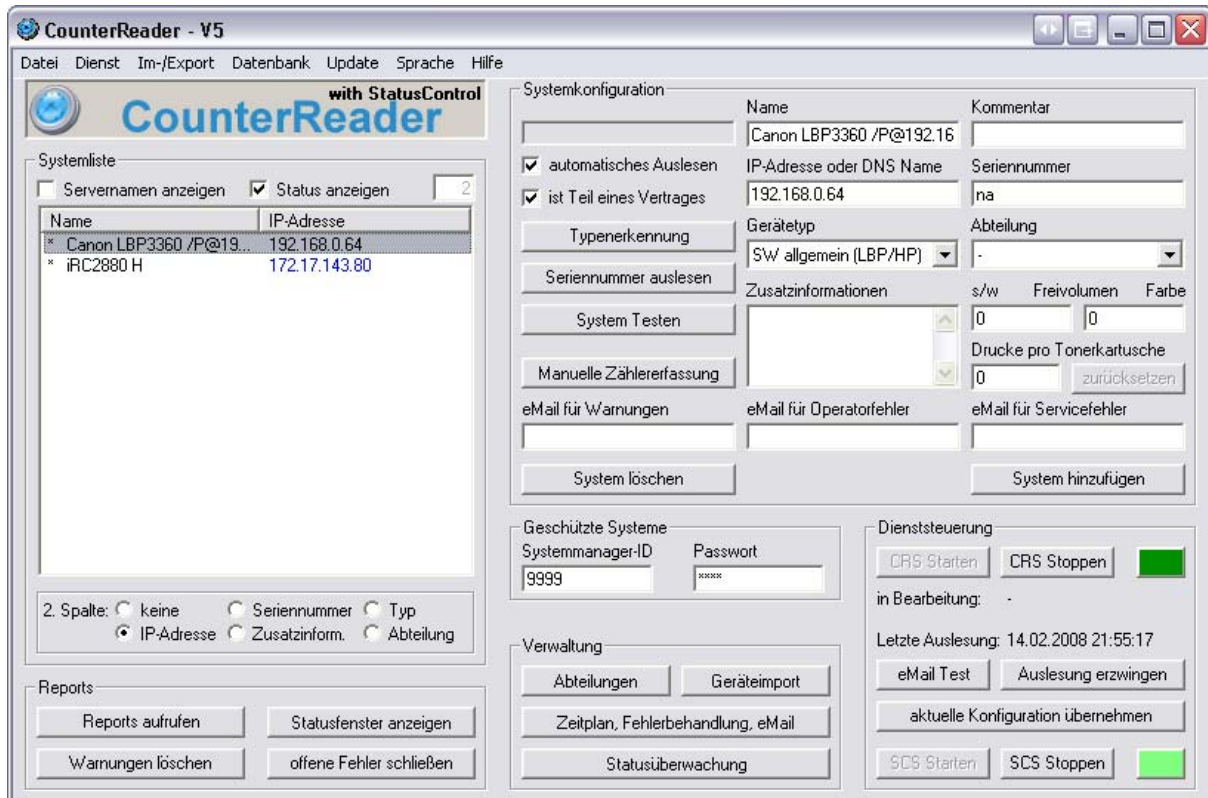 CounterReader - V5
Datei Dienst Im-/Export Datenbank Update Sprache Hilfe
with StatusControl
CounterReader
Systemliste
Servernamen anzeigen Status anzeigen 2
Name IP-Adresse
* Canon LBP3360 /P@19... 192.168.0.64
* iRC2880 H 172.17.143.80
2. Spalte: keine Seriennummer Typ
IP-Adresse Zusatzinform. Abteilung
Reports
Reports aufrufen Statusfenster anzeigen
Warnungen löschen offene Fehler schließen
Systemkonfiguration
Name Kommentar
Canon LBP3360 /P@192.16
automatisches Auslesen IP-Adresse oder DNS Name Seriennummer
ist Teil eines Vertrages 192.168.0.64 na
Typenerkennung Gerätetyp Abteilung
SW allgemein (LBP/HP) -
Seriennummer auslesen Zusatzinformationen s/w Freivolumen Farbe
System Testen 0 0
Drucke pro Tonerkartusche
Manuelle Zählererfassung 0 zurücksetzen
eMail für Warnungen eMail für Operatorfehler eMail für Servicefehler
System löschen System hinzufügen
Geschützte Systeme
Systemmanager-ID Passwort
9999 ××××
Verwaltung
Abteilungen Geräteimport
Zeitplan, Fehlerbehandlung, eMail
Statusüberwachung
Dienststeuerung
CRS Starten CRS Stoppen
in Bearbeitung: -
Letzte Auslesung: 14.02.2008 21:55:17
eMail Test Auslesung erzwingen
aktuelle Konfiguration übernehmen
SCS Starten SCS Stoppen